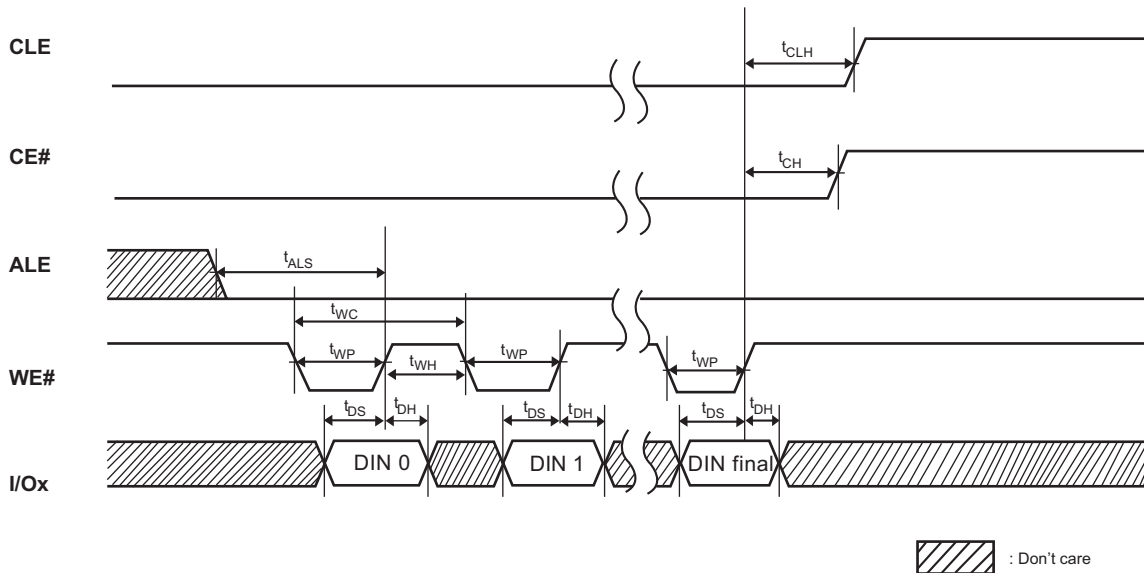 CLE
tCLH
CE#
tCH
ALE
tALS
tWC
WE#
tWP
tWH
tWP
tWP
tDS
tDH
tDS
tDH
tDS
tDH
I/Ox
DIN 0
DIN 1
DIN final
: Don't care